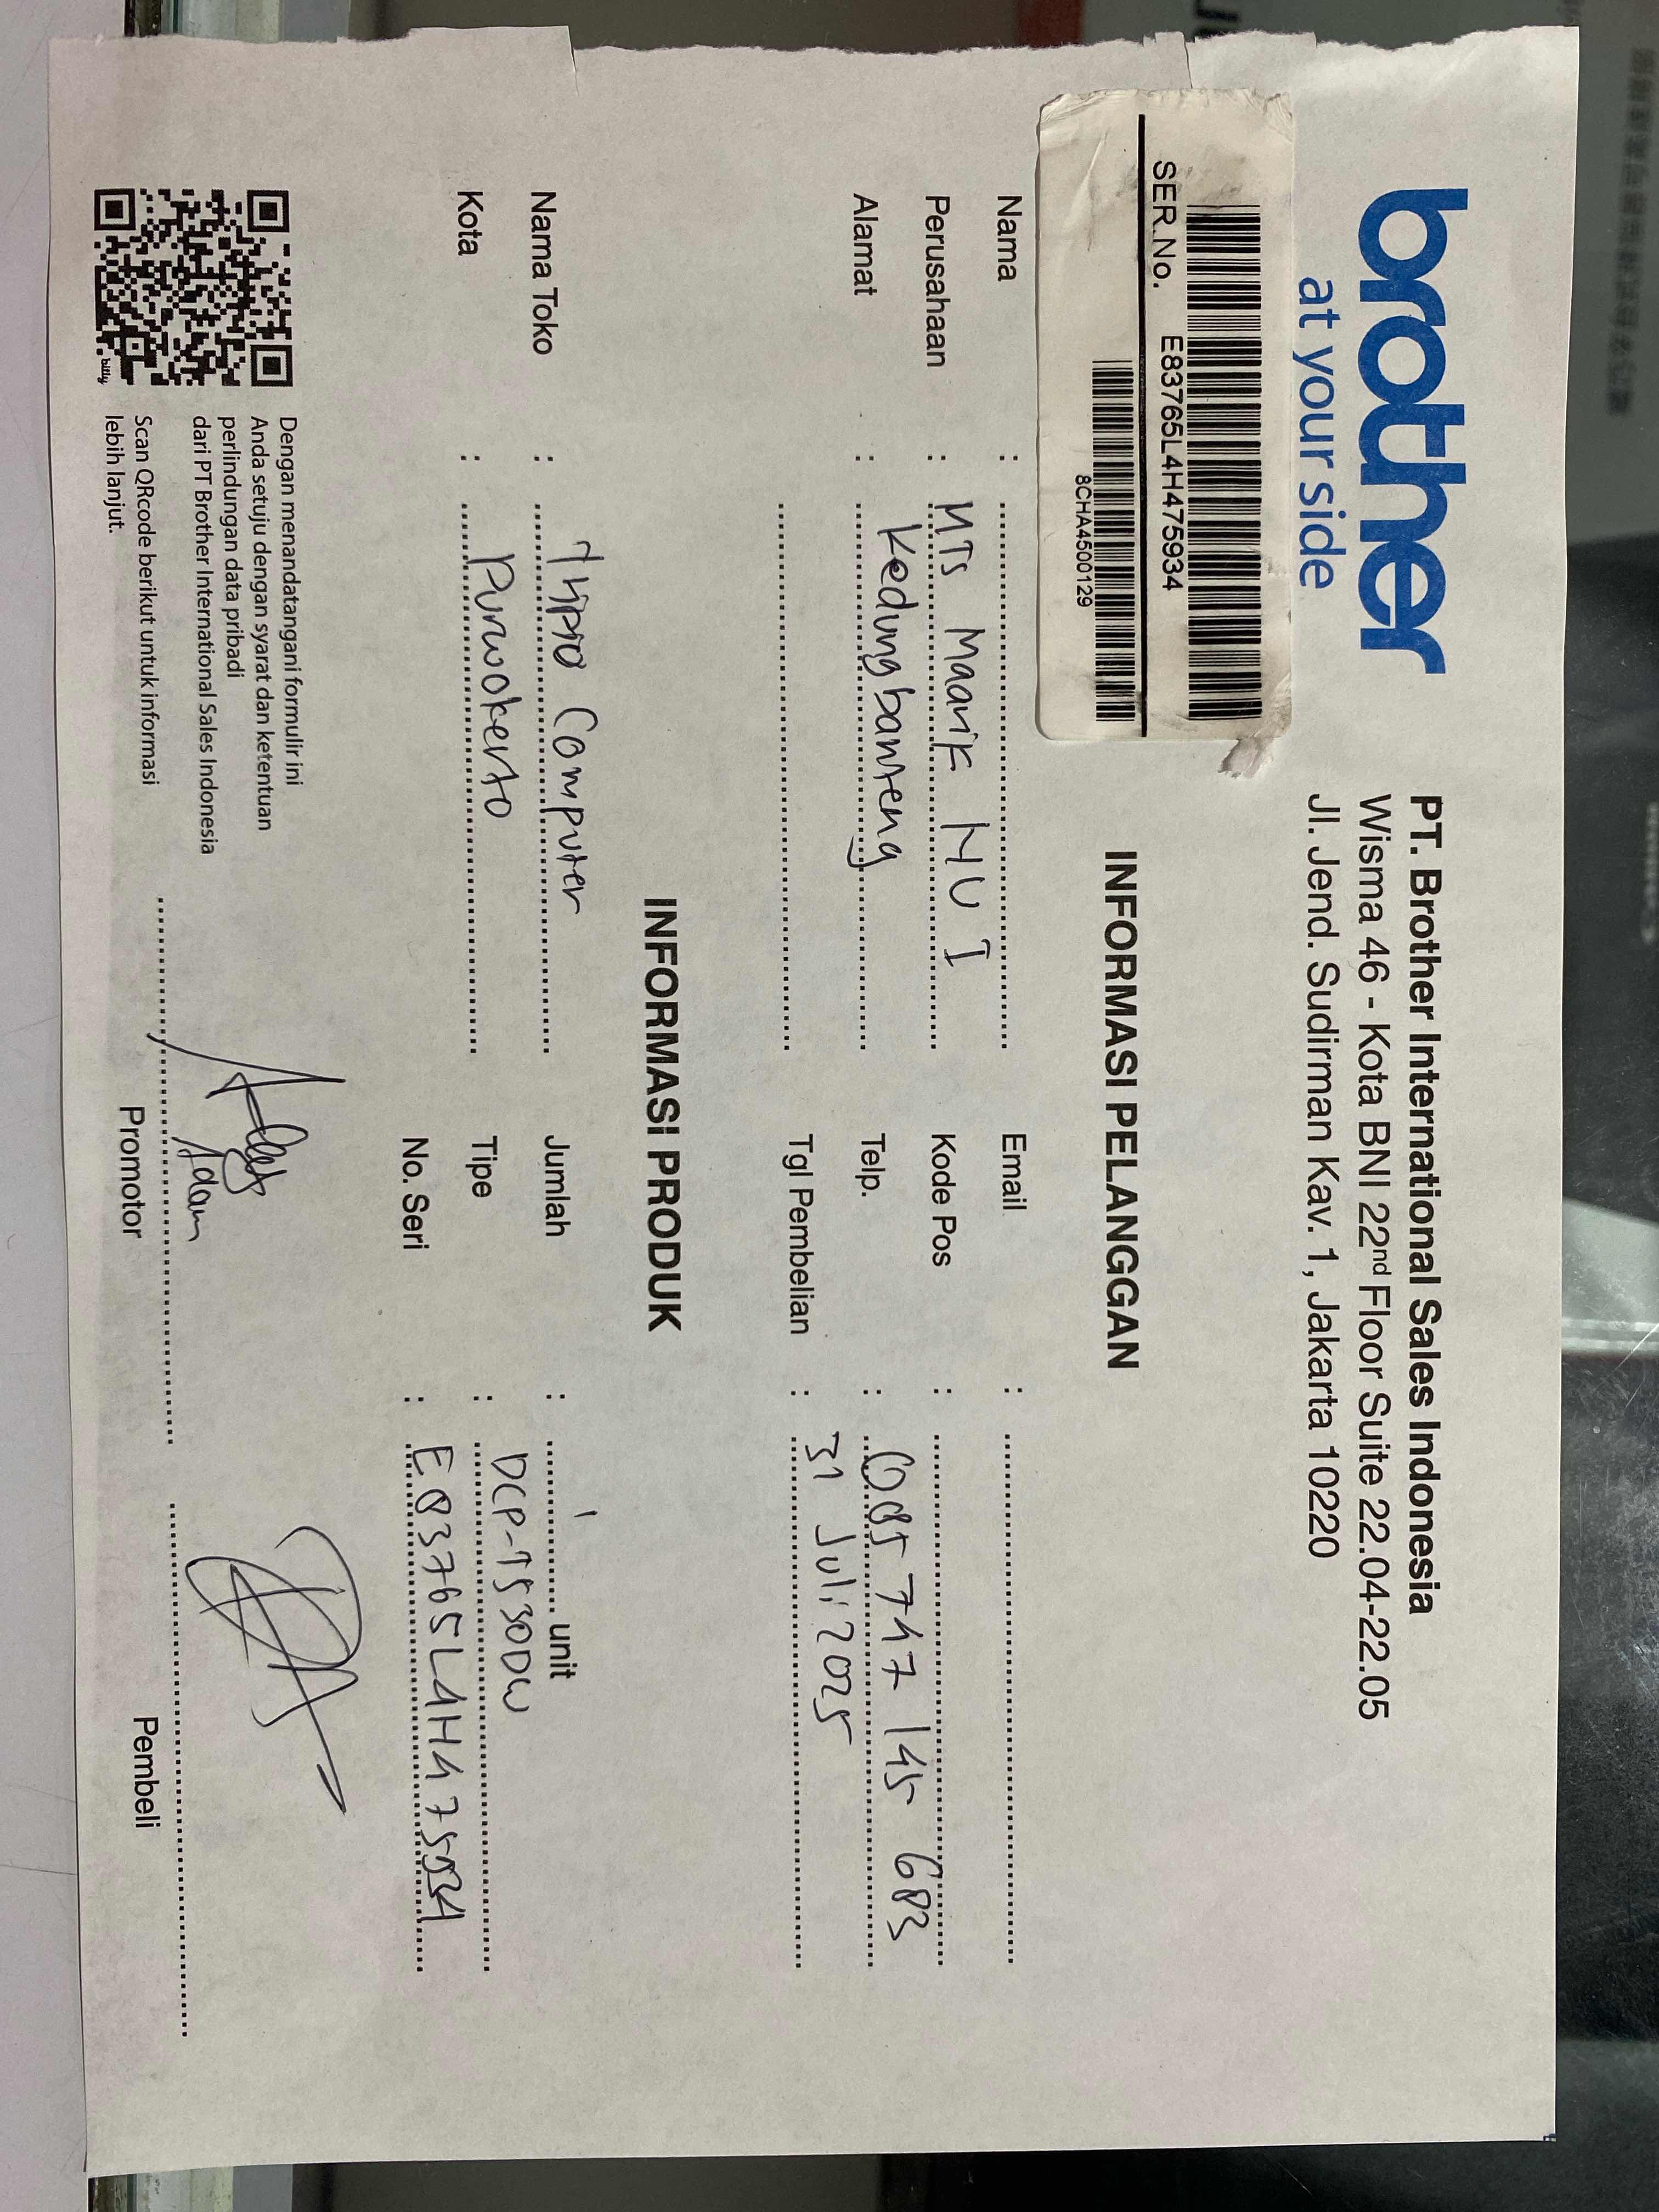 brother
at your side
PT. Brother International Sales Indonesia
Wisma 46 - Kota BNI 22nd Floor Suite 22.04-22.05
Jl. Jend. Sudirman Kav. 1, Jakarta 10220
SER.No. E83765L4H475934
8CHA4500129
INFORMASI PELANGGAN
Nama :
Email :
Perusahaan : MTs Maarif NU 1
Kode Pos :
Alamat : Kedungbanteng
Telp. : 085 747 145 683
Tgl Pembelian : 31 Juli 2025
INFORMASI PRODUK
Nama Toko : Computer
Jumlah : 1 unit
Kota : Purwokerto
Tipe : DCP-T530DW
No. Seri : E83765L4H475934
Dengan menandatangani formulir ini
Anda setuju dengan syarat dan ketentuan
perlindungan data pribadi
dari PT Brother International Sales Indonesia
Scan QRcode berikut untuk informasi
lebih lanjut.
bitly
Adam
Promotor
Pembeli